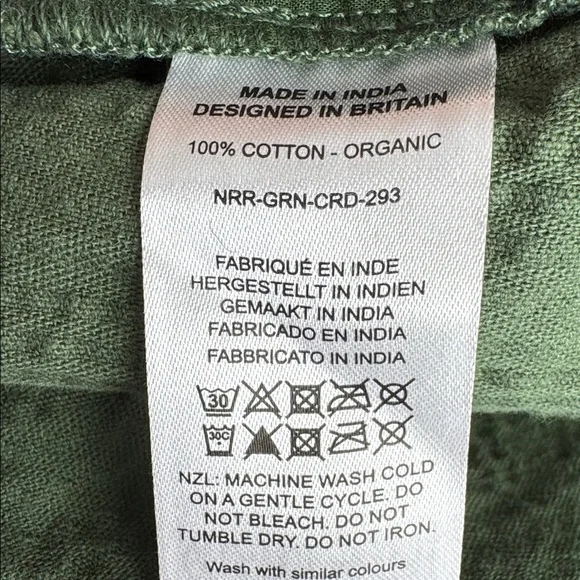 MADE IN INDIA
DESIGNED IN BRITAIN
100% COTTON - ORGANIC
NRR-GRN-CRD-293
FABRIQUÉ EN INDE
HERGESTELLT IN INDIEN
GEMAAKT IN INDIA
FABRICADO EN INDIA
FABBRICATO IN INDIA
30
30C
NZL: MACHINE WASH COLD
ON A GENTLE CYCLE. DO
NOT BLEACH. DO NOT
TUMBLE DRY. DO NOT IRON.
Wash with similar colours